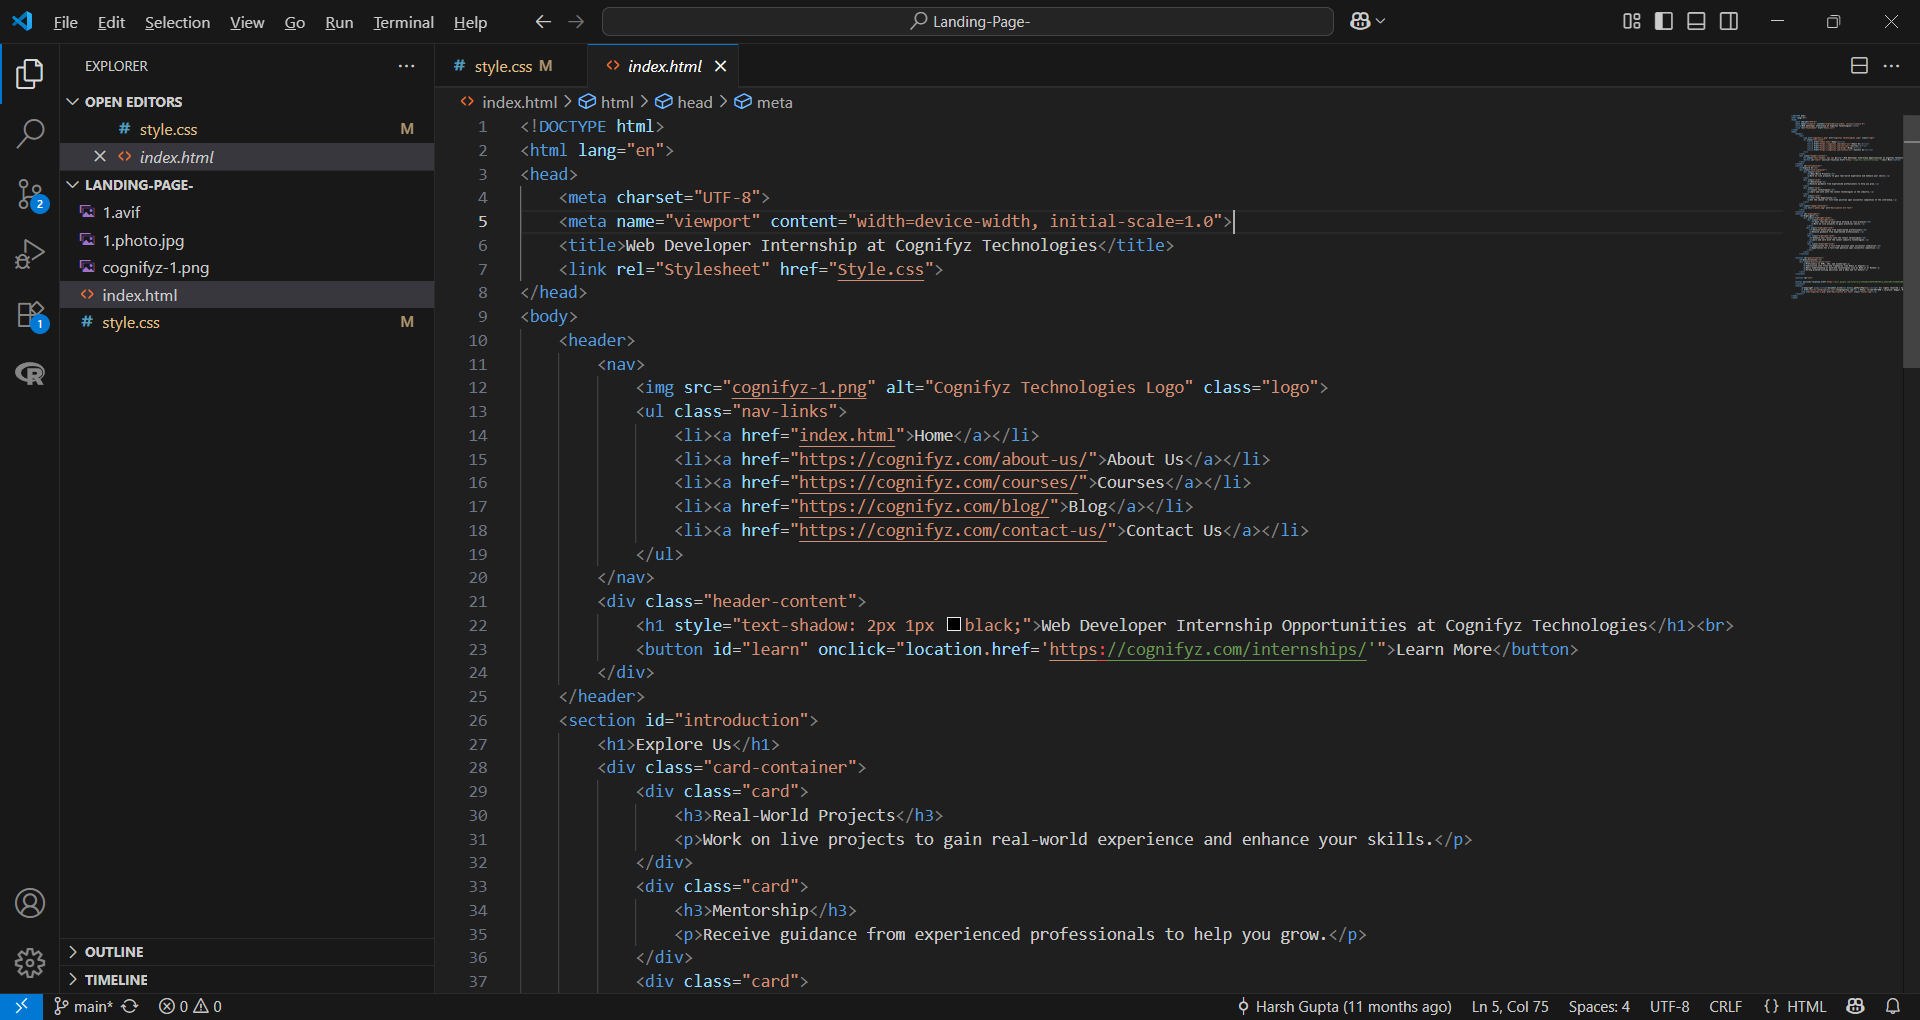 File Edit Selection View Go Run Terminal Help
Landing-Page-
EXPLORER
OPEN EDITORS
# style.css M
<> index.html
LANDING-PAGE-
1.avif
1.photo.jpg
cognifyz-1.png
<> index.html
# style.css M
2
1
OUTLINE
TIMELINE
# style.css M
<> index.html
<> index.html > html > head > meta
1 <!DOCTYPE html>
2 <html lang="en">
3 <head>
4     <meta charset="UTF-8">
5     <meta name="viewport" content="width=device-width, initial-scale=1.0">
6     <title>Web Developer Internship at Cognifyz Technologies</title>
7     <link rel="Stylesheet" href="Style.css">
8 </head>
9 <body>
10     <header>
11         <nav>
12             <img src="cognifyz-1.png" alt="Cognifyz Technologies Logo" class="logo">
13             <ul class="nav-links">
14                 <li><a href="index.html">Home</a></li>
15                 <li><a href="https://cognifyz.com/about-us/">About Us</a></li>
16                 <li><a href="https://cognifyz.com/courses/">Courses</a></li>
17                 <li><a href="https://cognifyz.com/blog/">Blog</a></li>
18                 <li><a href="https://cognifyz.com/contact-us/">Contact Us</a></li>
19             </ul>
20         </nav>
21         <div class="header-content">
22             <h1 style="text-shadow: 2px 1px black;">Web Developer Internship Opportunities at Cognifyz Technologies</h1><br>
23             <button id="learn" onclick="location.href='https://cognifyz.com/internships/'">Learn More</button>
24         </div>
25     </header>
26     <section id="introduction">
27         <h1>Explore Us</h1>
28         <div class="card-container">
29             <div class="card">
30                 <h3>Real-World Projects</h3>
31                 <p>Work on live projects to gain real-world experience and enhance your skills.</p>
32             </div>
33             <div class="card">
34                 <h3>Mentorship</h3>
35                 <p>Receive guidance from experienced professionals to help you grow.</p>
36             </div>
37             <div class="card">
main* 0 0 Harsh Gupta (11 months ago) Ln 5, Col 75 Spaces: 4 UTF-8 CRLF {} HTML